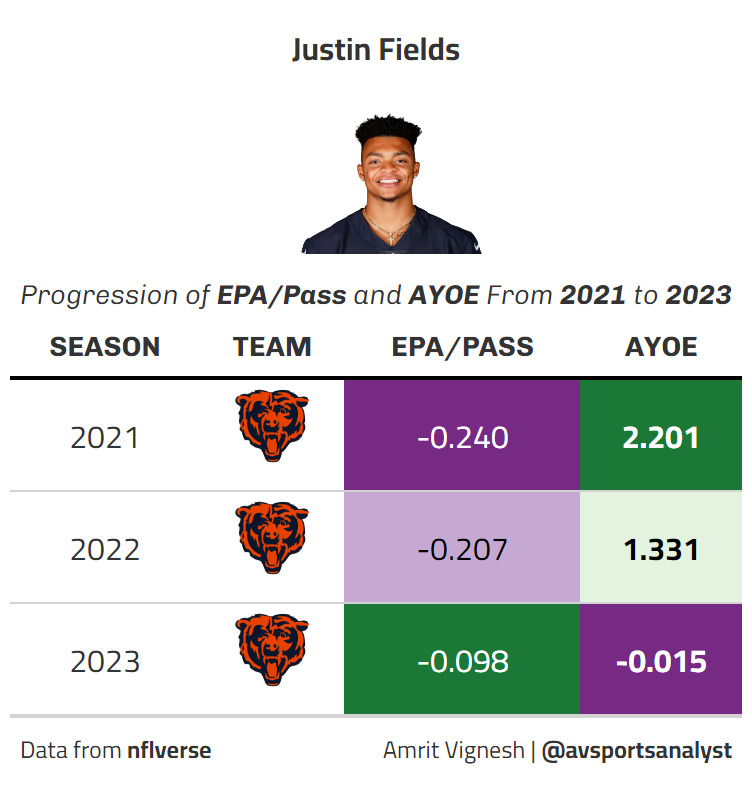 Justin Fields
Progression of EPA/Pass and AYOE From 2021 to 2023
SEASON TEAM EPA/PASS AYOE
2021 -0.240 2.201
2022 -0.207 1.331
2023 -0.098 -0.015
Data from nflverse Amrit Vignesh | @avsportsanalyst